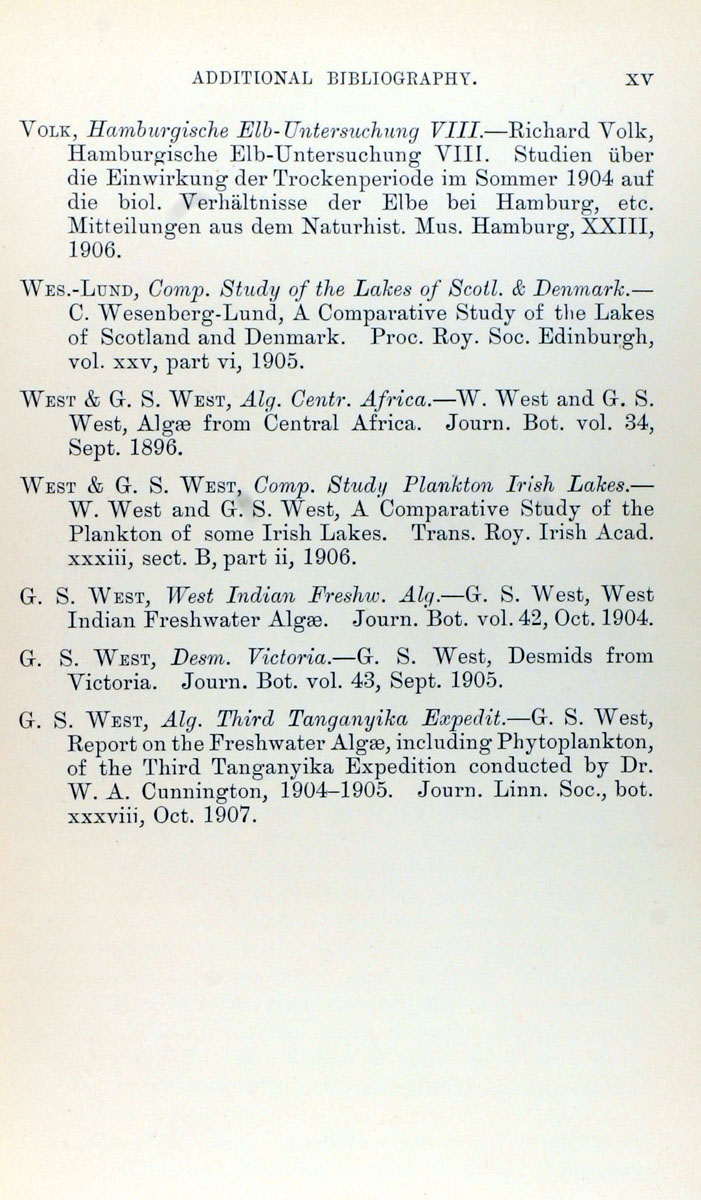 ADDITIONAL BIBLIOGRAPHY. XV
VOLK, Hamburgische Elb-Untersuchung VIII.—Richard Volk,
Hamburgische Elb-Untersuchung VIII. Studien über
die Einwirkung der Trockenperiode im Sommer 1904 auf
die biol. Verhältnisse der Elbe bei Hamburg, etc.
Mitteilungen aus dem Naturhist. Mus. Hamburg, XXIII,
1906.
WES.-LUND, Comp. Study of the Lakes of Scotl. & Denmark.—
C. Wesenberg-Lund, A Comparative Study of the Lakes
of Scotland and Denmark. Proc. Roy. Soc. Edinburgh,
vol. xxv, part vi, 1905.
WEST & G. S. WEST, Alg. Centr. Africa.—W. West and G. S.
West, Algæ from Central Africa. Journ. Bot. vol. 34,
Sept. 1896.
WEST & G. S. WEST, Comp. Study Plankton Irish Lakes.—
W. West and G. S. West, A Comparative Study of the
Plankton of some Irish Lakes. Trans. Roy. Irish Acad.
xxxiii, sect. B, part ii, 1906.
G. S. WEST, West Indian Freshw. Alg.—G. S. West, West
Indian Freshwater Algæ. Journ. Bot. vol. 42, Oct. 1904.
G. S. WEST, Desm. Victoria.—G. S. West, Desmids from
Victoria. Journ. Bot. vol. 43, Sept. 1905.
G. S. WEST, Alg. Third Tanganyika Expedit.—G. S. West,
Report on the Freshwater Algæ, including Phytoplankton,
of the Third Tanganyika Expedition conducted by Dr.
W. A. Cunnington, 1904–1905. Journ. Linn. Soc., bot.
xxxviii, Oct. 1907.